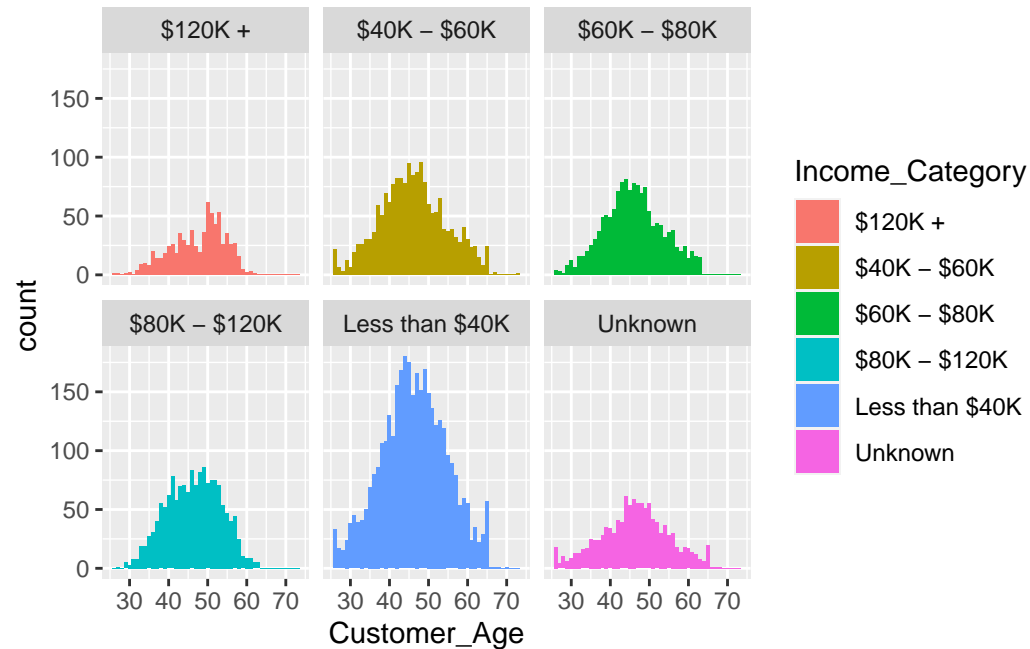 $120K +
$40K − $60K
$60K − $80K
150
100
50
0
$80K − $120K
Less than $40K
Unknown
150
100
50
0
30 40 50 60 70
30 40 50 60 70
30 40 50 60 70
Customer_Age
count
Income_Category
$120K +
$40K − $60K
$60K − $80K
$80K − $120K
Less than $40K
Unknown